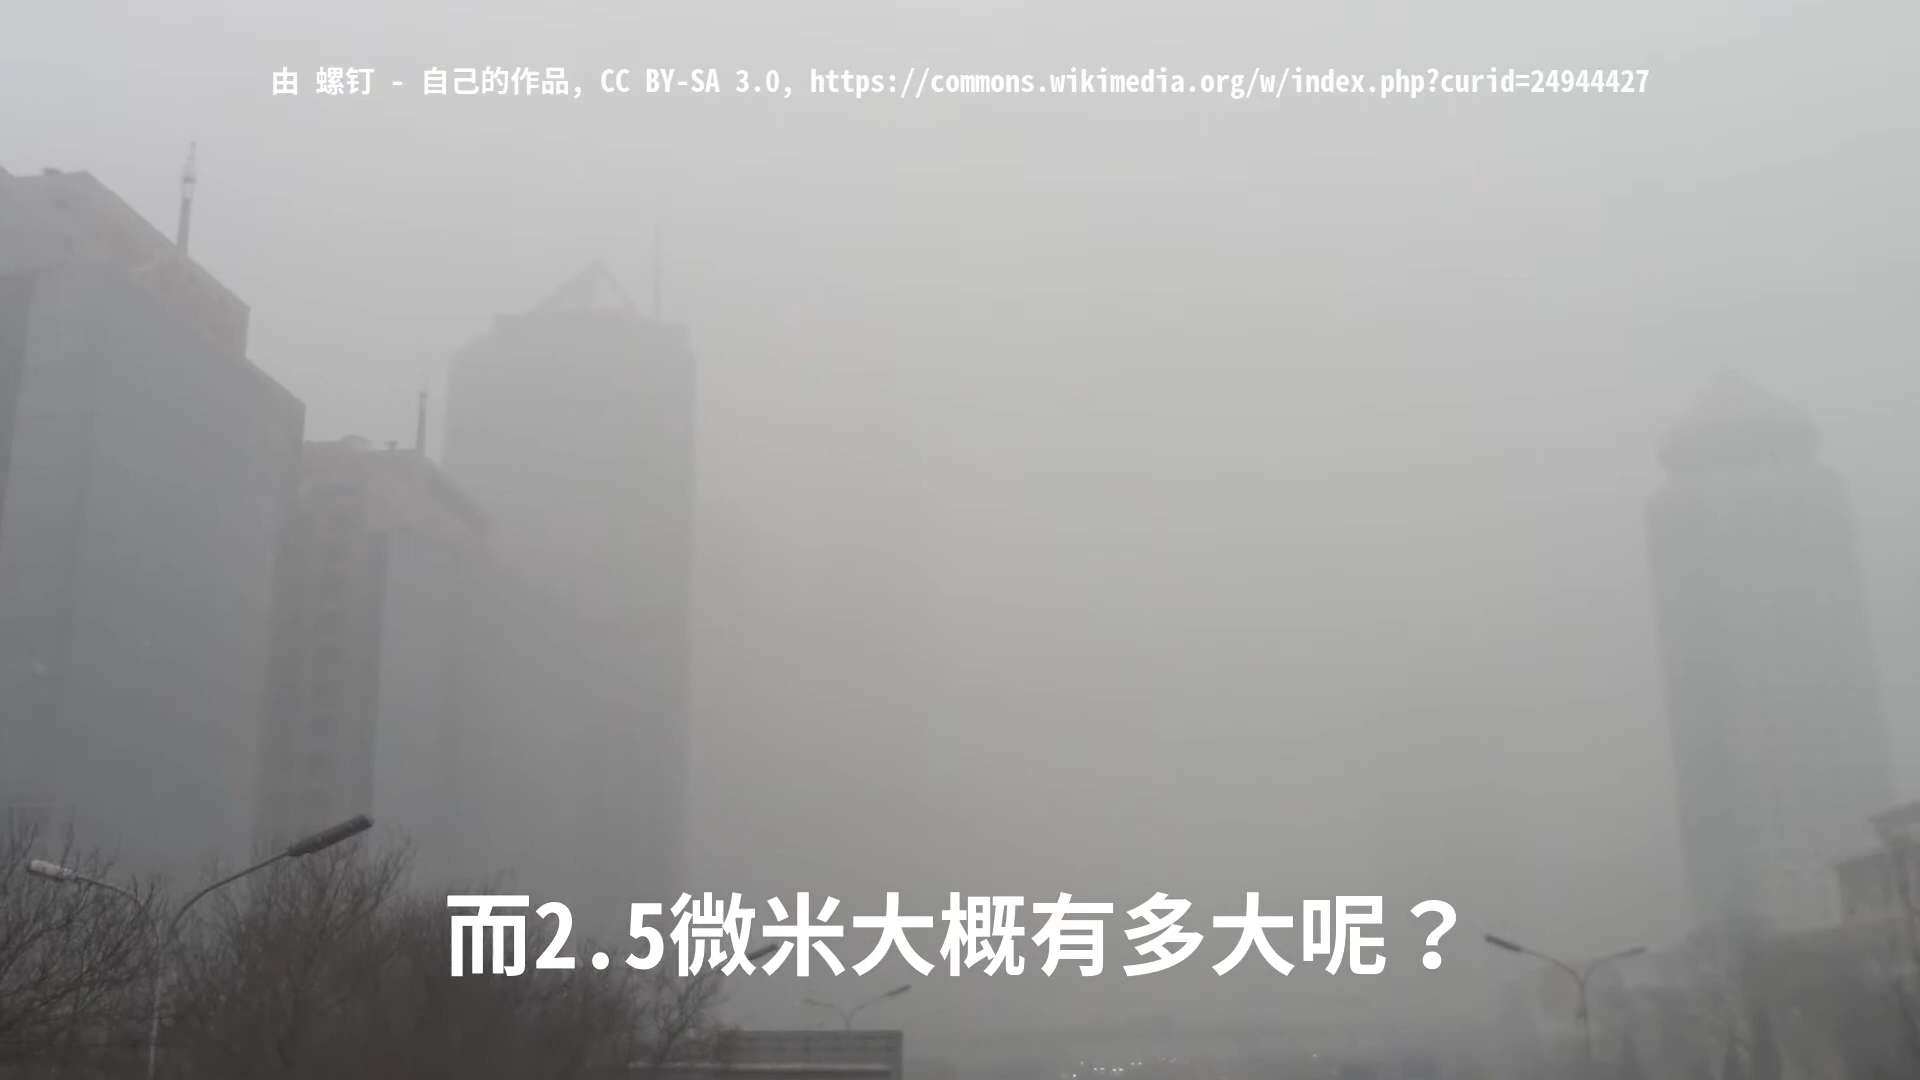 由 螺钉 - 自己的作品, CC BY-SA 3.0, https://commons.wikimedia.org/w/index.php?curid=24944427
而2.5微米大概有多大呢？